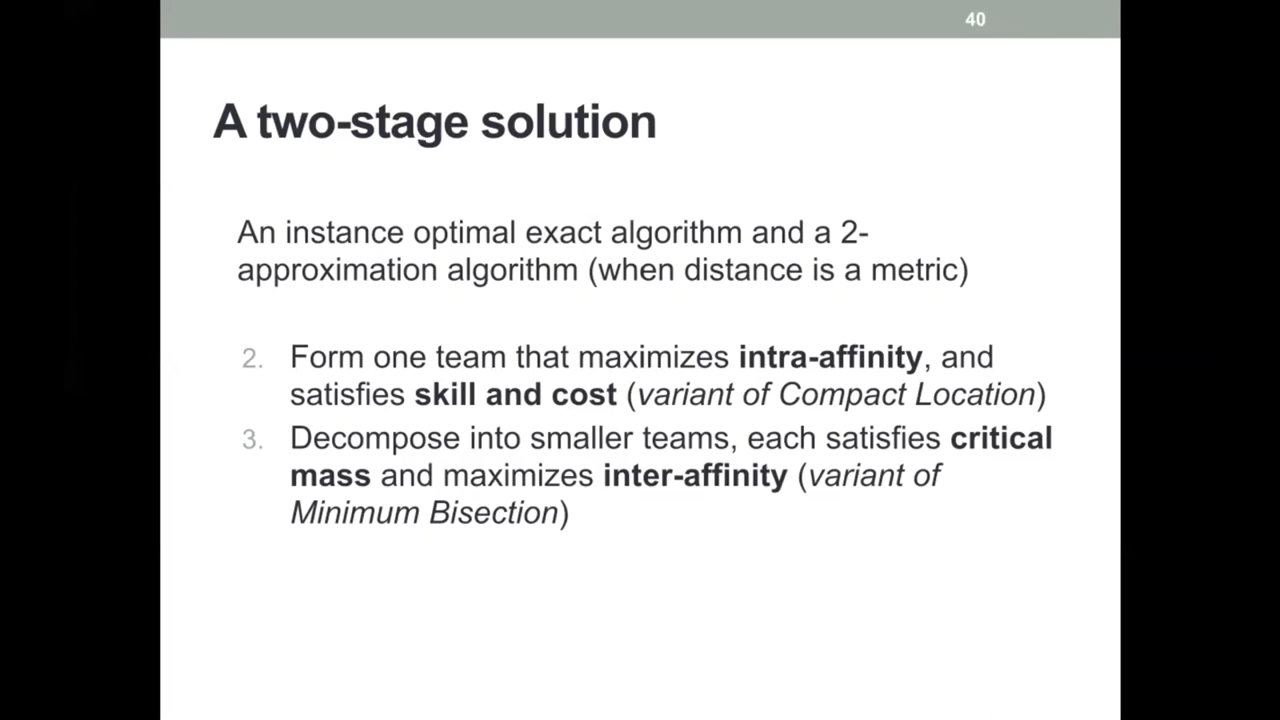 40
A two-stage solution
An instance optimal exact algorithm and a 2-
approximation algorithm (when distance is a metric)
2. Form one team that maximizes intra-affinity, and
satisfies skill and cost (variant of Compact Location)
3. Decompose into smaller teams, each satisfies critical
mass and maximizes inter-affinity (variant of
Minimum Bisection)